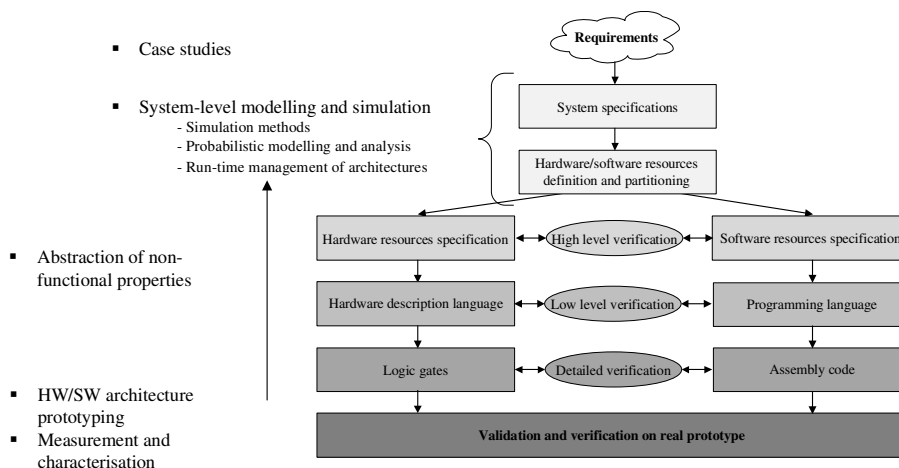 ▪ Case studies
▪ System-level modelling and simulation
- Simulation methods
- Probabilistic modelling and analysis
- Run-time management of architectures
▪ Abstraction of non-
functional properties
▪ HW/SW architecture
prototyping
▪ Measurement and
characterisation
Requirements
System specifications
Hardware/software resources
definition and partitioning
Hardware resources specification
High level verification
Software resources specification
Hardware description language
Low level verification
Programming language
Logic gates
Detailed verification
Assembly code
Validation and verification on real prototype